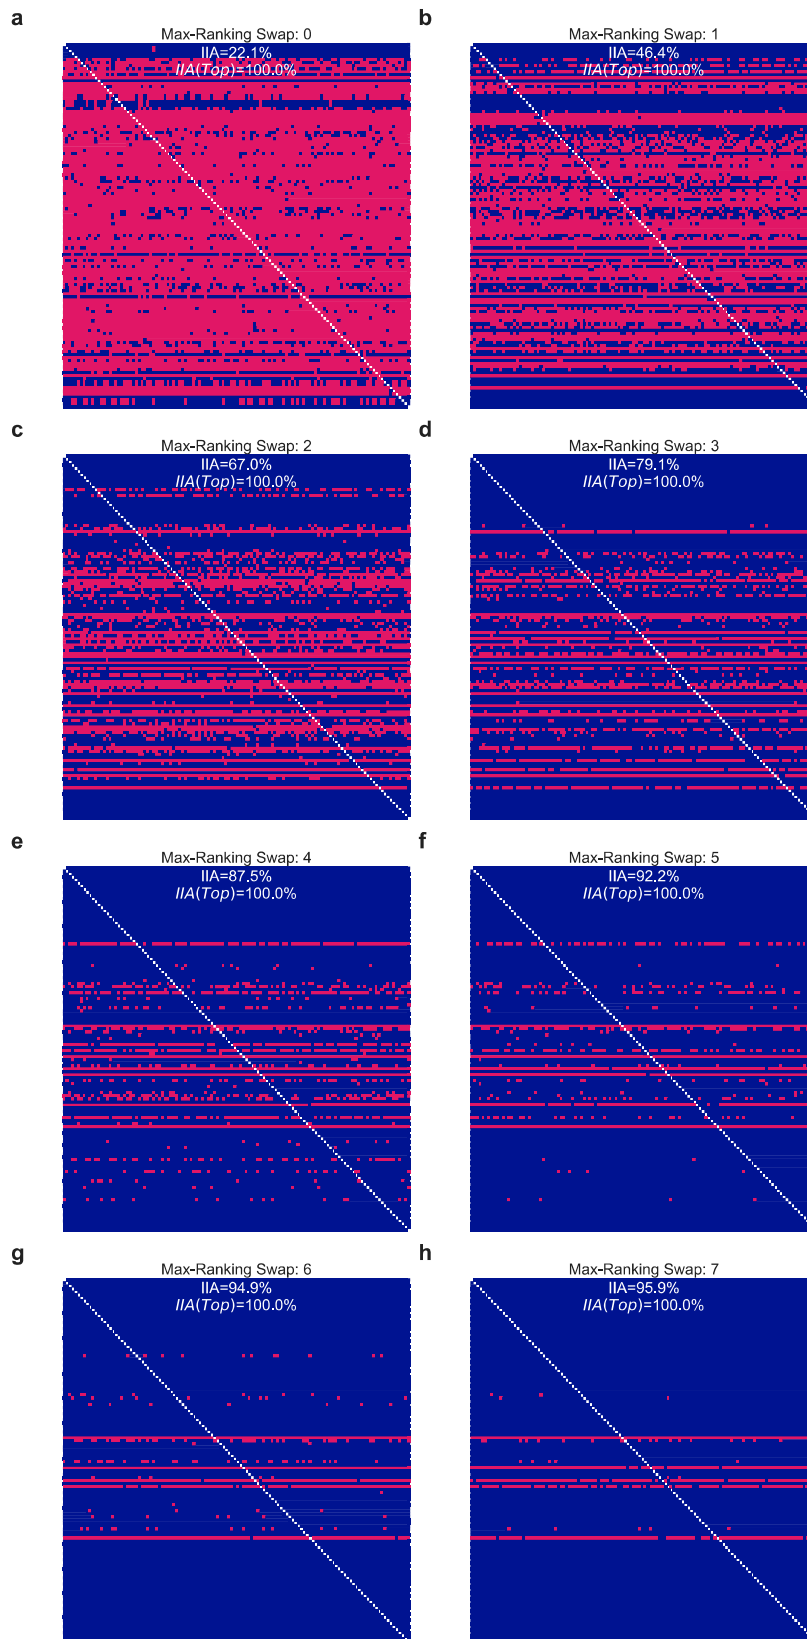 a
Max-Ranking Swap: 0
IIA=22.1%
IIA(Top)=100.0%
b
Max-Ranking Swap: 1
IIA=46.4%
IIA(Top)=100.0%
c
Max-Ranking Swap: 2
IIA=67.0%
IIA(Top)=100.0%
d
Max-Ranking Swap: 3
IIA=79.1%
IIA(Top)=100.0%
e
Max-Ranking Swap: 4
IIA=87.5%
IIA(Top)=100.0%
f
Max-Ranking Swap: 5
IIA=92.2%
IIA(Top)=100.0%
g
Max-Ranking Swap: 6
IIA=94.9%
IIA(Top)=100.0%
h
Max-Ranking Swap: 7
IIA=95.9%
IIA(Top)=100.0%